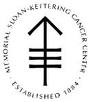 MEMORIAL SLOAN-KETTERING CANCER CENTER
ESTABLISHED 1884